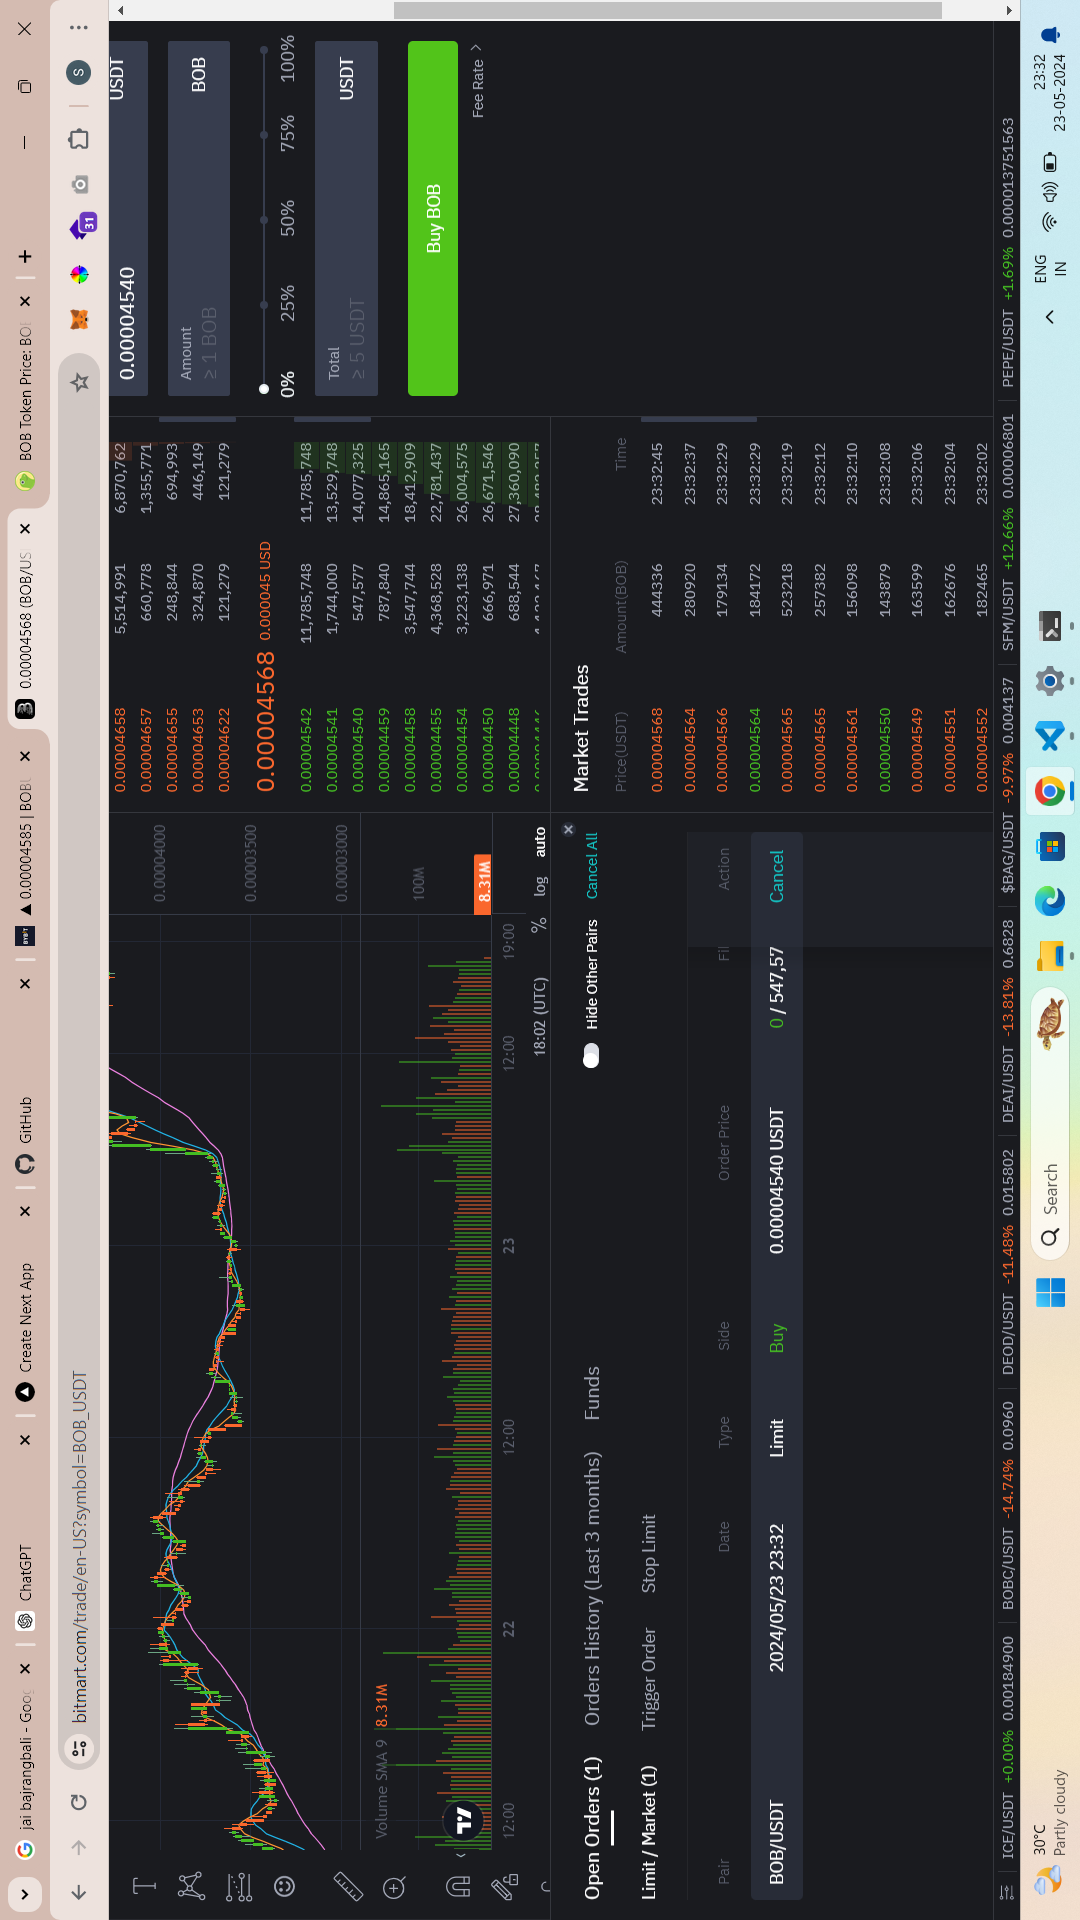 jai bajrangbali - Goo
ChatGPT
Create Next App
GitHub
▲ 0.00004585 | BOB
0.00004568 (BOB/US
BOB Token Price: BO
bitmart.com/trade/en-US?symbol=BOB_USDT
31
S
0.00004000
0.00003500
0.00003000
100M
8.31M
Volume SMA 9 8.31M
12:00
22
12:00
23
12:00
19:00
18:02 (UTC)
%
log
auto
0.00004658 5,514,991 6,870,762
0.00004657 660,778 1,355,771
0.00004655 248,844 694,993
0.00004653 324,870 446,149
0.00004622 121,279 121,279
0.00004568 0.000045 USD
0.00004542 11,785,748 11,785,748
0.00004541 1,744,000 13,529,748
0.00004540 547,577 14,077,325
0.00004459 787,840 14,865,165
0.00004458 3,547,744 18,412,909
0.00004455 4,368,528 22,781,437
0.00004454 3,223,138 26,004,575
0.00004450 666,971 26,671,546
0.00004448 688,544 27,360,090
0.00004540 USDT
Amount
≥ 1 BOB
BOB
0% 25% 50% 75% 100%
Total
≥ 5 USDT
USDT
Buy BOB
Fee Rate >
Open Orders (1) Orders History (Last 3 months) Funds
Hide Other Pairs Cancel All
Limit / Market (1) Trigger Order Stop Limit
Pair Date Type Side Order Price Fil Action
BOB/USDT 2024/05/23 23:32 Limit Buy 0.00004540 USDT 0 / 547,57 Cancel
Market Trades
Price(USDT) Amount(BOB) Time
0.00004568 444336 23:32:45
0.00004564 280920 23:32:37
0.00004566 179134 23:32:29
0.00004564 184172 23:32:29
0.00004565 523218 23:32:19
0.00004565 257382 23:32:12
0.00004561 156098 23:32:10
0.00004550 143879 23:32:08
0.00004549 163599 23:32:06
0.00004551 162676 23:32:04
0.00004552 182465 23:32:02
ICE/USDT +0.00% 0.00184900 BOBC/USDT -14.74% 0.0960 DEOD/USDT -11.48% 0.015802 DEAI/USDT -13.81% 0.6828 $BAG/USDT -9.97% 0.004137 SFM/USDT +12.66% 0.00006801 PEPE/USDT +1.69% 0.000013751563
30°C
Partly cloudy
Search
ENG
IN
23:32
23-05-2024